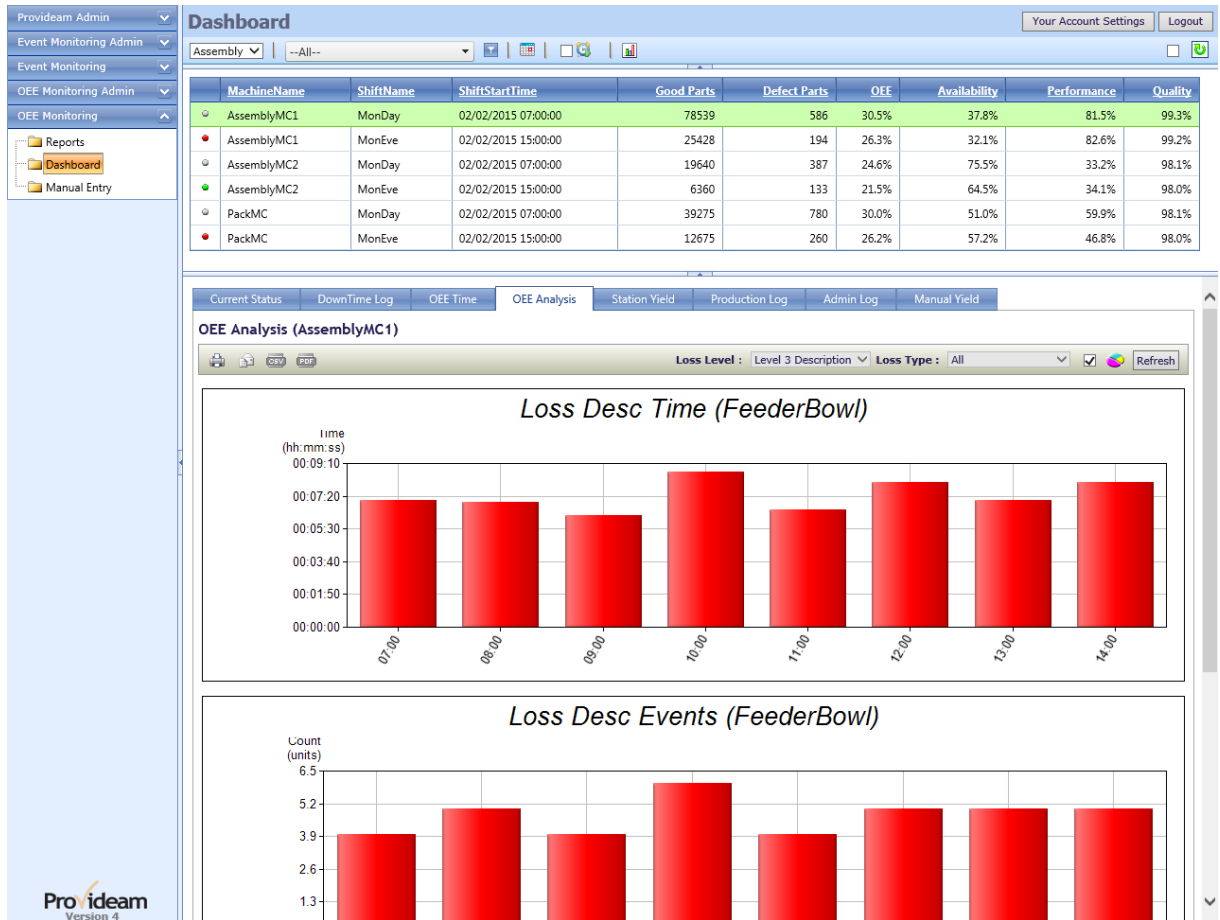 Provideam Admin
Event Monitoring Admin
Event Monitoring
OEE Monitoring Admin
OEE Monitoring
Reports
Dashboard
Manual Entry
Provideam
Version 4
Dashboard
Your Account Settings Logout
Assembly --All--
MachineName ShiftName ShiftStartTime Good Parts Defect Parts OEE Availability Performance Quality
AssemblyMC1 MonDay 02/02/2015 07:00:00 78539 586 30.5% 37.8% 81.5% 99.3%
AssemblyMC1 MonEve 02/02/2015 15:00:00 25428 194 26.3% 32.1% 82.6% 99.2%
AssemblyMC2 MonDay 02/02/2015 07:00:00 19640 387 24.6% 75.5% 33.2% 98.1%
AssemblyMC2 MonEve 02/02/2015 15:00:00 6360 133 21.5% 64.5% 34.1% 98.0%
PackMC MonDay 02/02/2015 07:00:00 39275 780 30.0% 51.0% 59.9% 98.1%
PackMC MonEve 02/02/2015 15:00:00 12675 260 26.2% 57.2% 46.8% 98.0%
Current Status DownTime Log OEE Time OEE Analysis Station Yield Production Log Admin Log Manual Yield
OEE Analysis (AssemblyMC1)
CSV PDF Loss Level : Level 3 Description Loss Type : All Refresh
Loss Desc Time (FeederBowl)
Time
(hh:mm:ss)
00:09:10
00:07:20
00:05:30
00:03:40
00:01:50
00:00:00
07:00 08:00 09:00 10:00 11:00 12:00 13:00 14:00
Loss Desc Events (FeederBowl)
Count
(units)
6.5
5.2
3.9
2.6
1.3